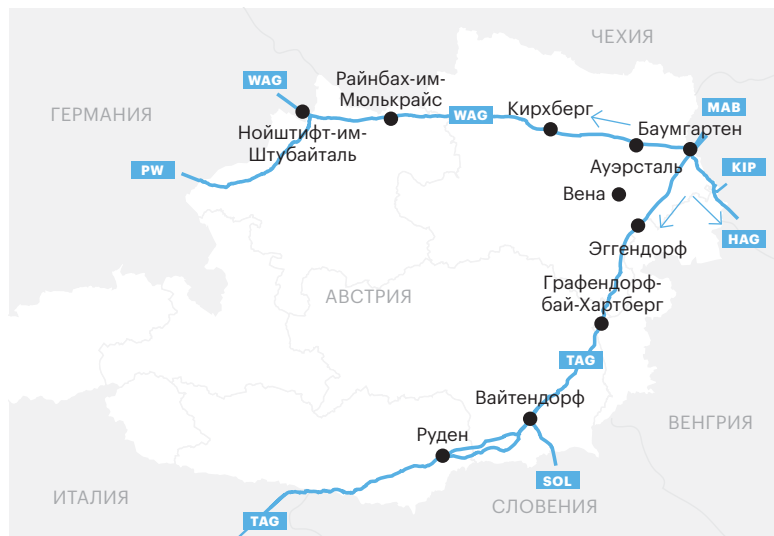 ЧЕХИЯ
WAG
Райнбах-им-
Мюлькрайс
ГЕРМАНИЯ
WAG
Кирхберг
MAB
Нойштифт-им-
Штубайталь
Баумгартен
PW
Ауэрсталь
KIP
Вена
HAG
Эггендорф
Графендорф-
бай-Хартберг
АВСТРИЯ
TAG
Вайтендорф
ВЕНГРИЯ
Руден
SOL
ИТАЛИЯ
СЛОВЕНИЯ
TAG